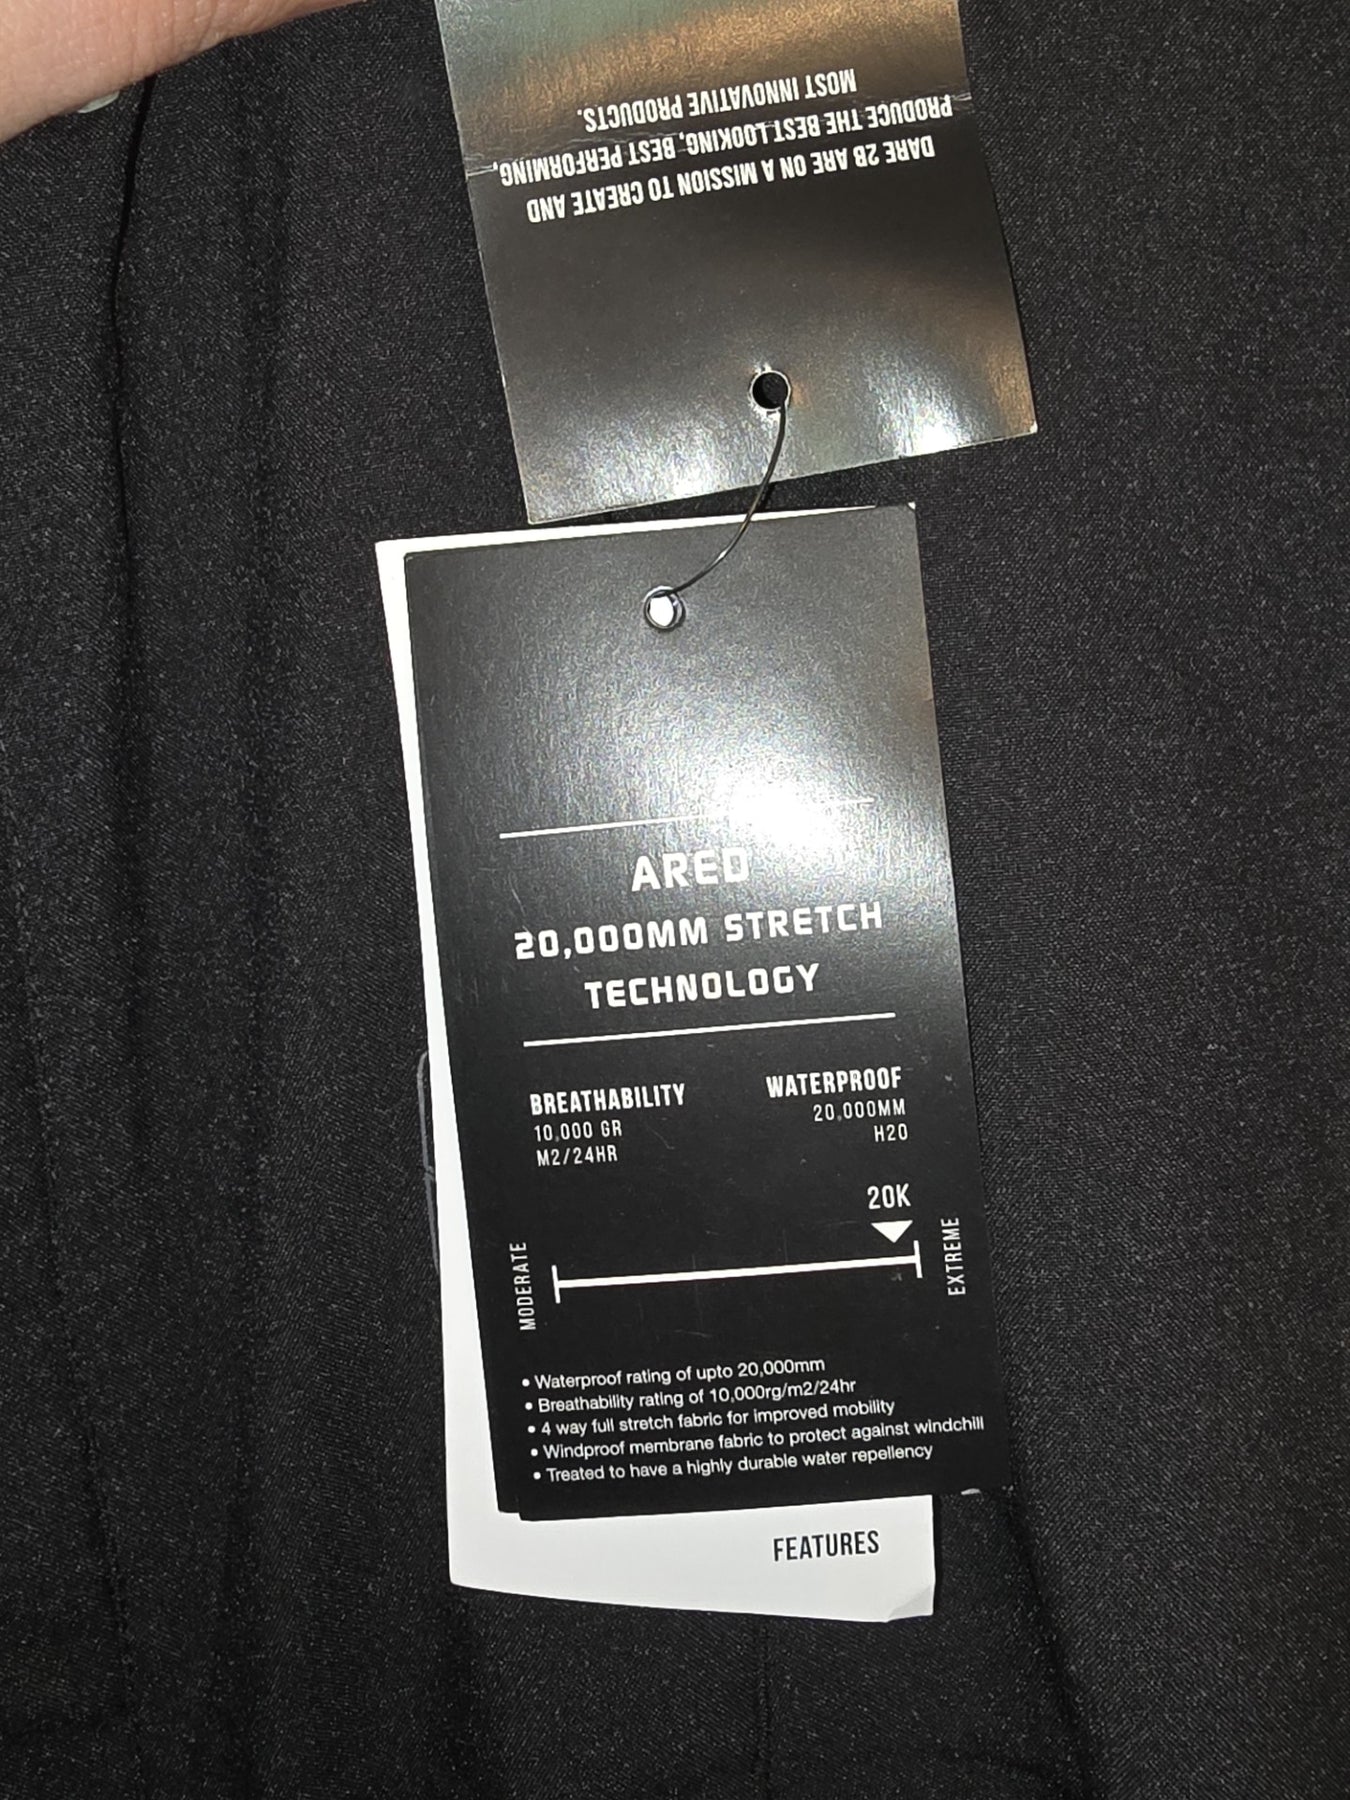 DARE 2B ARE ON A MISSION TO CREATE AND
PRODUCE THE BEST LOOKING, BEST PERFORMING,
MOST INNOVATIVE PRODUCTS.
ARED
20,000MM STRETCH
TECHNOLOGY
BREATHABILITY
10,000 GR
M2/24HR
WATERPROOF
20,000MM
H20
20K
MODERATE
EXTREME
• Waterproof rating of upto 20,000mm
• Breathability rating of 10,000rg/m2/24hr
• 4 way full stretch fabric for improved mobility
• Windproof membrane fabric to protect against windchill
• Treated to have a highly durable water repellency
FEATURES